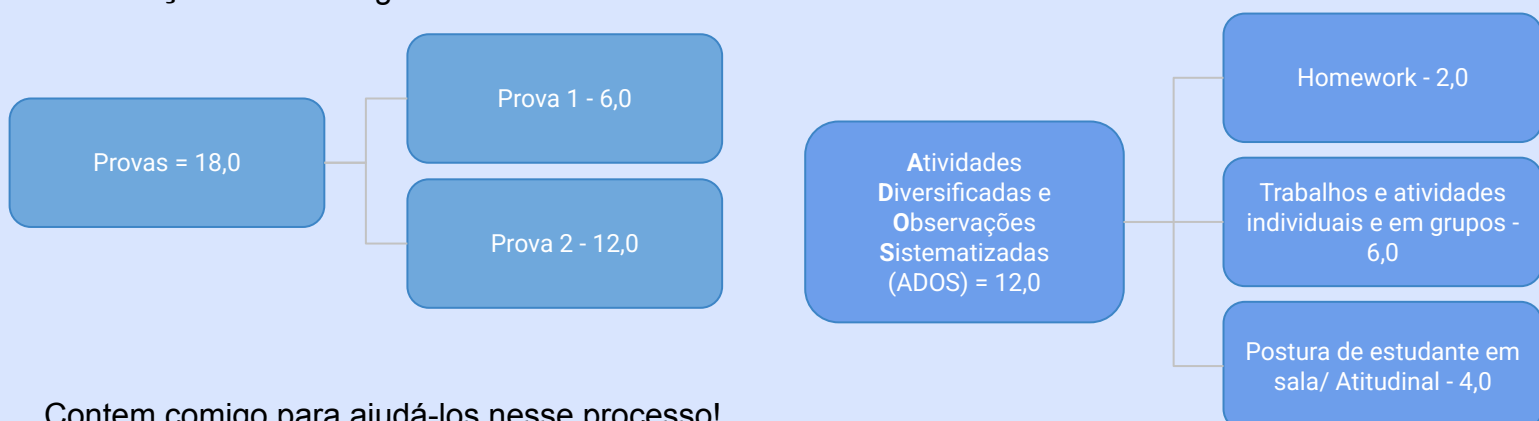 Provas = 18,0
Prova 1 - 6,0
Prova 2 - 12,0
Atividades
Diversificadas e
Observações
Sistematizadas
(ADOS) = 12,0
Homework - 2,0
Trabalhos e atividades
individuais e em grupos -
6,0
Postura de estudante em
sala/ Atitudinal - 4,0
Contem comigo para ajudá-los nesse processo!